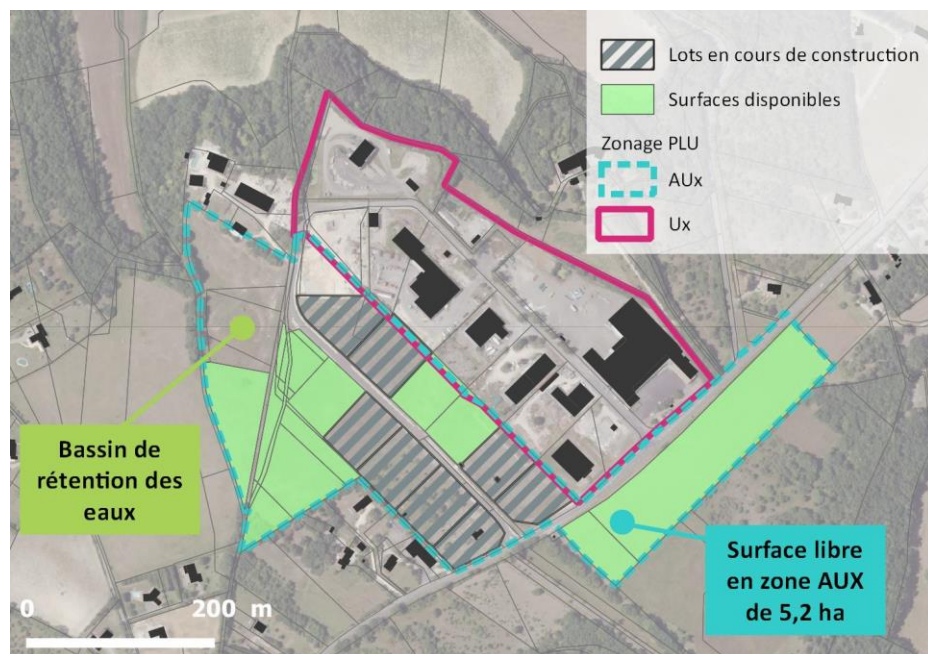 Lots en cours de construction
Surfaces disponibles
Zonage PLU
AUx
Ux
Bassin de
rétention des
eaux
Surface libre
en zone AUX
de 5,2 ha
0 200 m